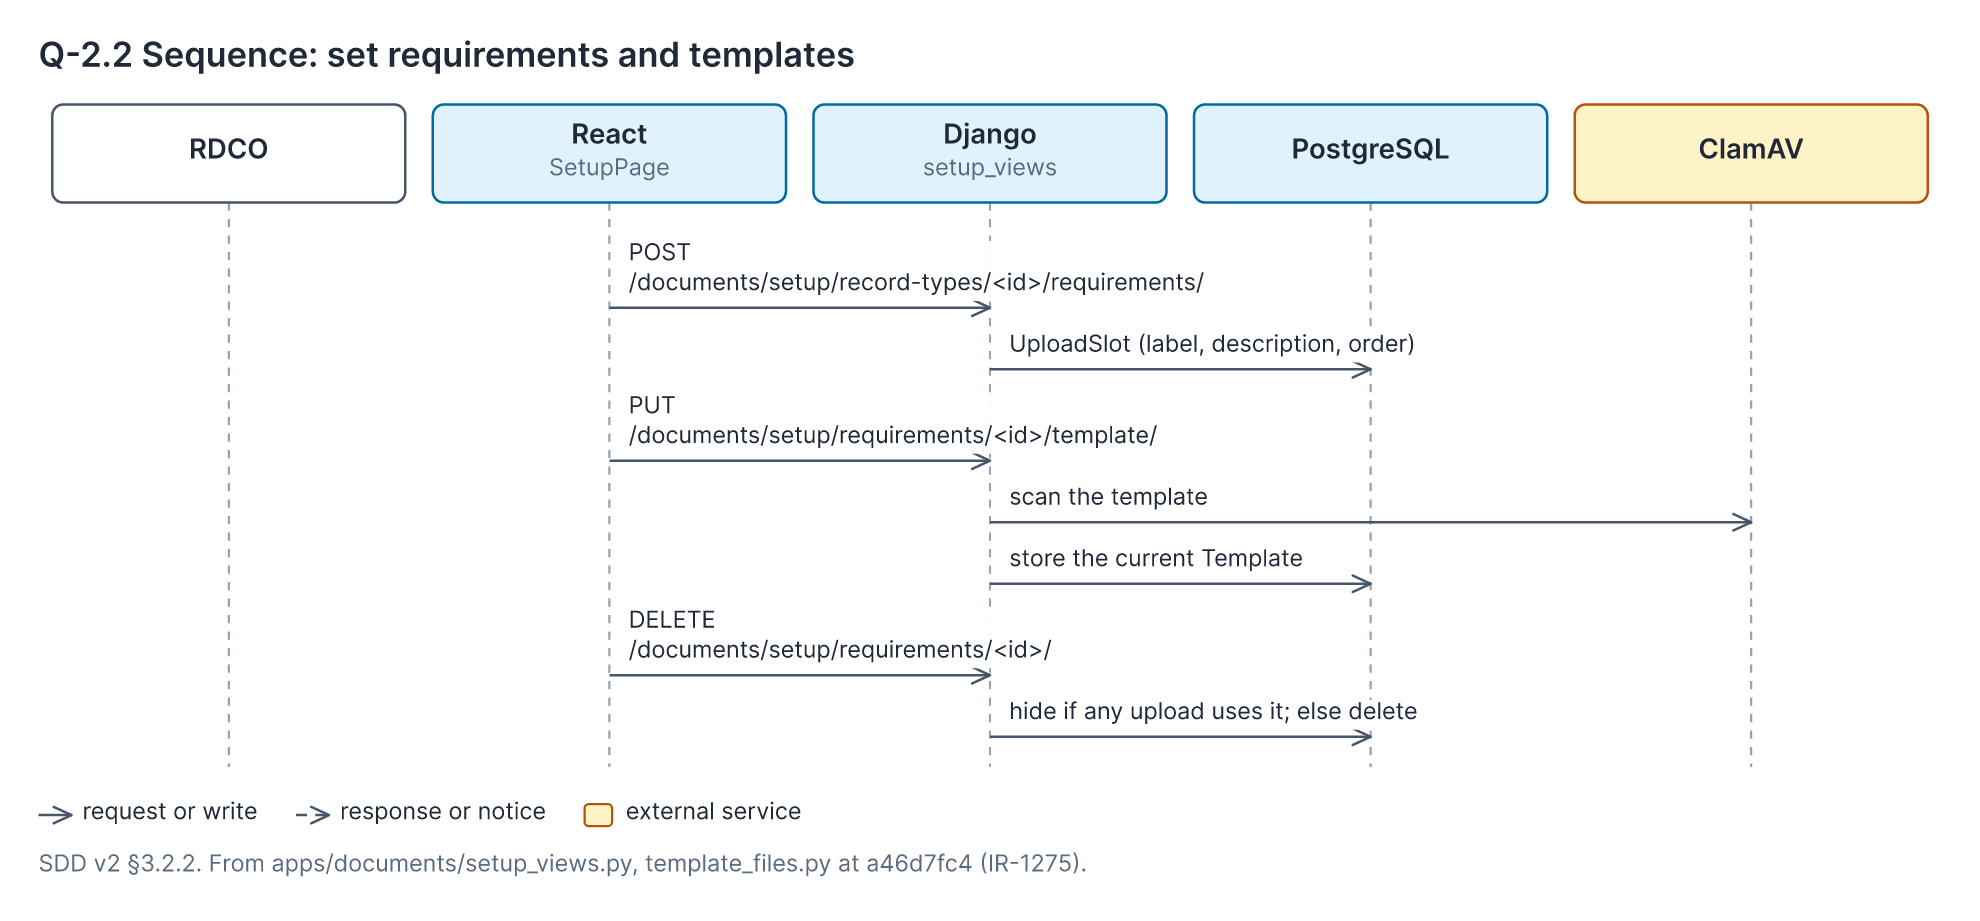 Q-2.2 Sequence: set requirements and templates
RDCO
React
SetupPage
Django
setup_views
PostgreSQL
ClamAV
POST
/documents/setup/record-types/<id>/requirements/
UploadSlot (label, description, order)
PUT
/documents/setup/requirements/<id>/template/
scan the template
store the current Template
DELETE
/documents/setup/requirements/<id>/
hide if any upload uses it; else delete
request or write
response or notice
external service
SDD v2 §3.2.2. From apps/documents/setup_views.py, template_files.py at a46d7fc4 (IR-1275).